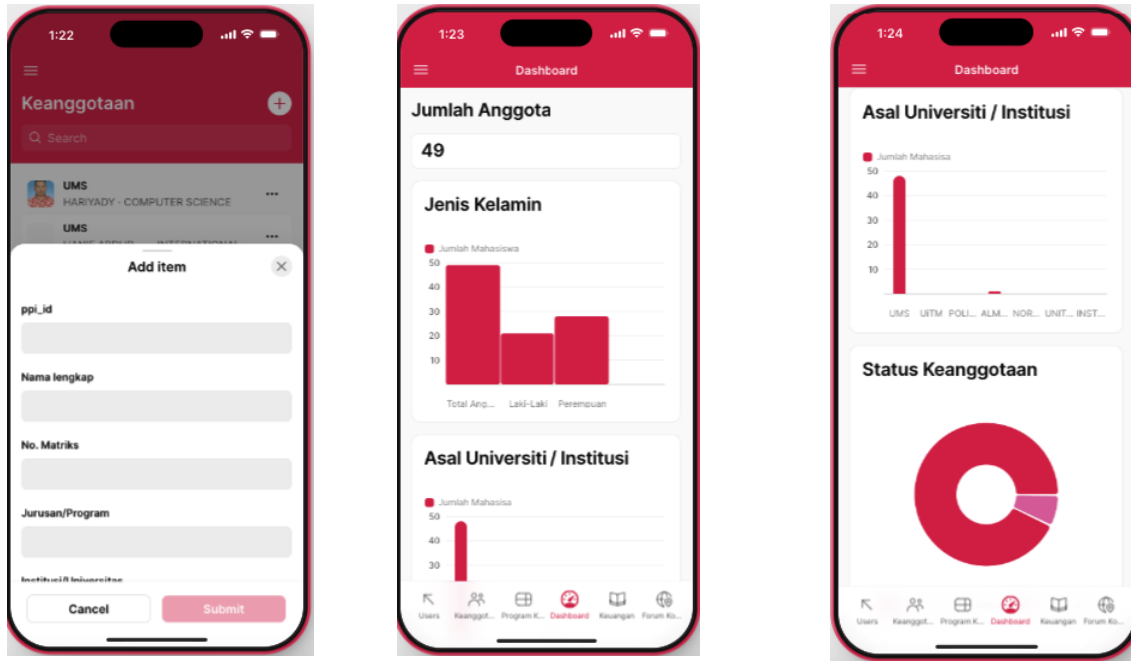 1:22
Keanggotaan
Search
UMS
HARIYADY - COMPUTER SCIENCE
UMS
Add item
ppi_id
Nama lengkap
No. Matriks
Jurusan/Program
Institusi/Universitas
Cancel
Submit
1:23
Dashboard
Jumlah Anggota
49
Jenis Kelamin
Jumlah Mahasiswa
50
40
30
20
10
Total Ang...
Laki-Laki
Perempuan
Asal Universiti / Institusi
Jumlah Mahasisa
50
40
30
Users
Keanggot...
Program K...
Dashboard
Keuangan
Forum Ko...
1:24
Dashboard
Asal Universiti / Institusi
Jumlah Mahasisa
50
40
30
20
10
UMS
UiTM
POLI...
ALM...
NOR...
UNIT...
INST...
Status Keanggotaan
Users
Keanggot...
Program K...
Dashboard
Keuangan
Forum Ko...